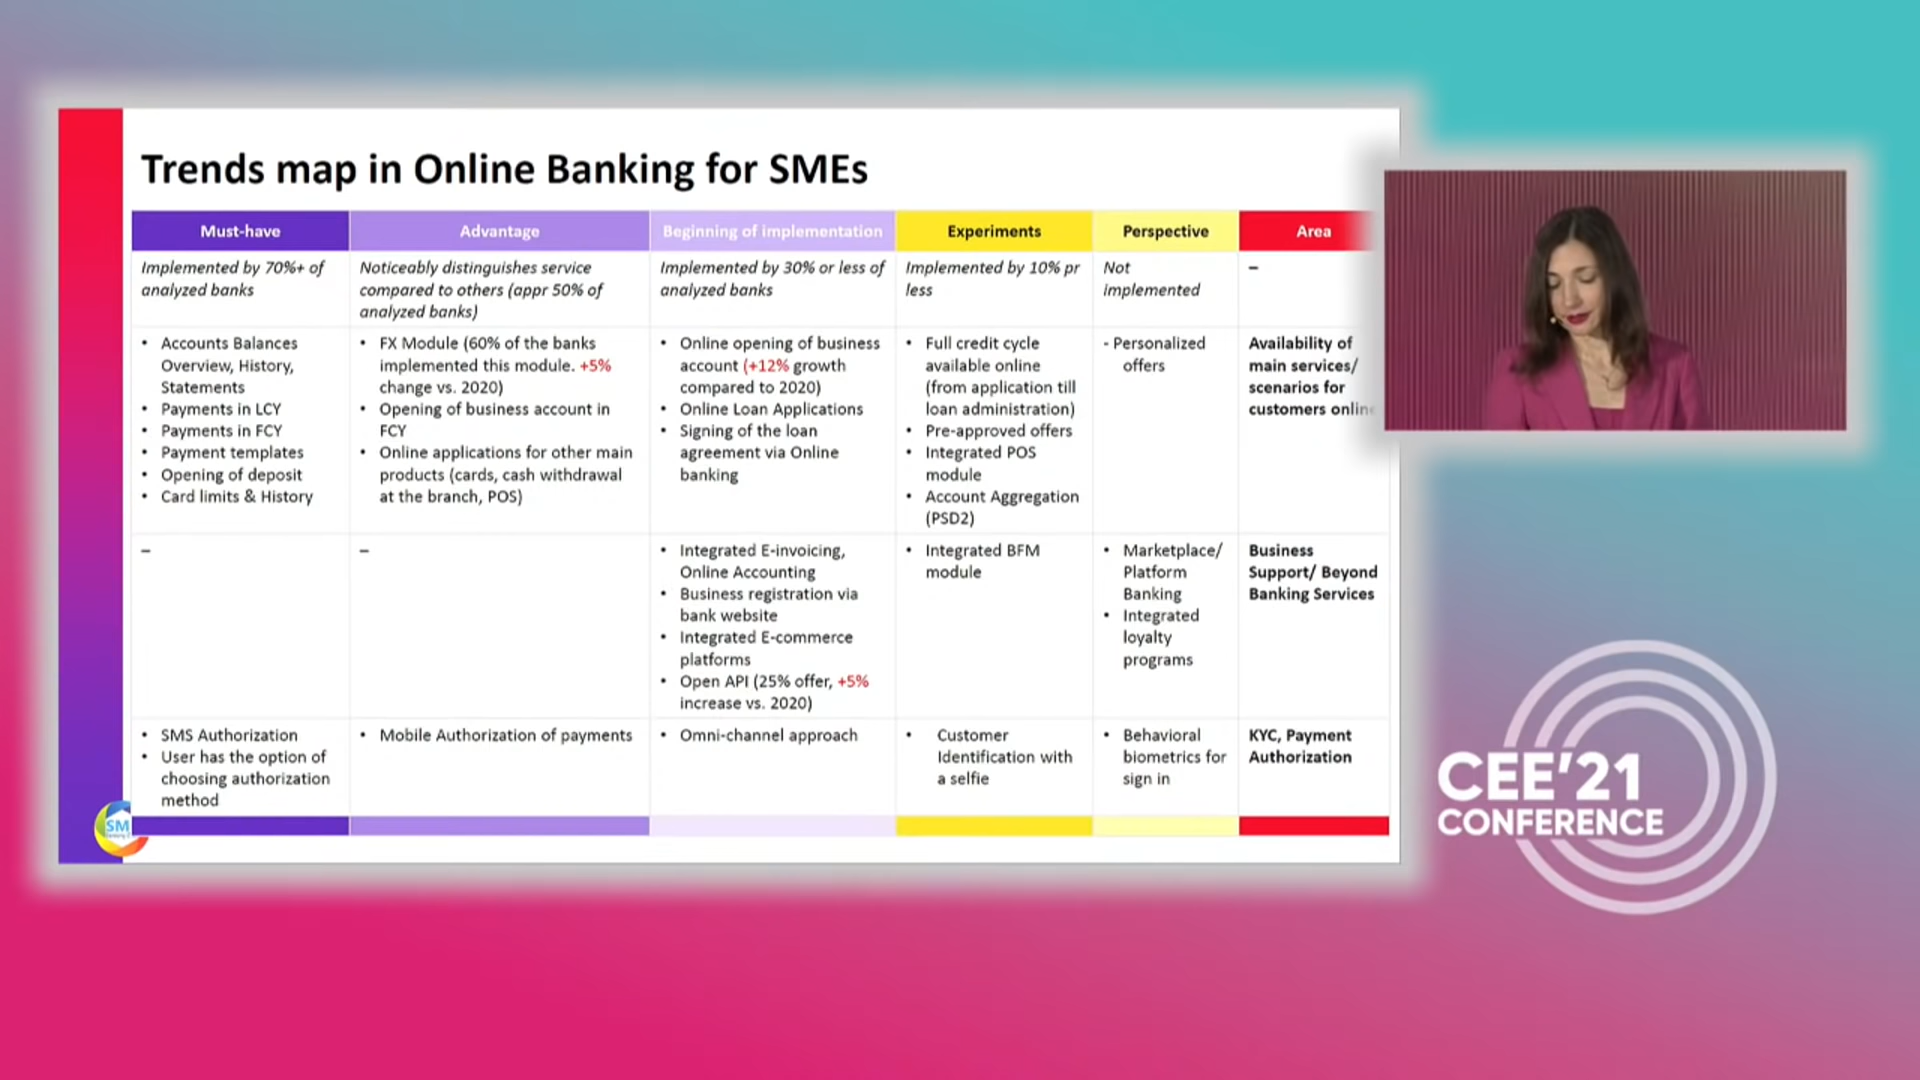 Trends map in Online Banking for SMEs
Must-have
Advantage
Beginning of implementation
Experiments
Perspective
Area
Implemented by 70%+ of
analyzed banks
Noticeably distinguishes service
compared to others (appr 50% of
analyzed banks)
Implemented by 30% or less of
analyzed banks
Implemented by 10% pr
less
Not
implemented
–
• Accounts Balances
Overview, History,
Statements
• Payments in LCY
• Payments in FCY
• Payment templates
• Opening of deposit
• Card limits & History
• FX Module (60% of the banks
implemented this module. +5%
change vs. 2020)
• Opening of business account in
FCY
• Online applications for other main
products (cards, cash withdrawal
at the branch, POS)
• Online opening of business
account (+12% growth
compared to 2020)
• Online Loan Applications
• Signing of the loan
agreement via Online
banking
• Full credit cycle
available online
(from application till
loan administration)
• Pre-approved offers
• Integrated POS
module
• Account Aggregation
(PSD2)
- Personalized
offers
Availability of
main services/
scenarios for
customers online
–
–
• Integrated E-invoicing,
Online Accounting
• Business registration via
bank website
• Integrated E-commerce
platforms
• Open API (25% offer, +5%
increase vs. 2020)
• Integrated BFM
module
• Marketplace/
Platform
Banking
• Integrated
loyalty
programs
Business
Support/ Beyond
Banking Services
• SMS Authorization
• User has the option of
choosing authorization
method
• Mobile Authorization of payments
• Omni-channel approach
• Customer
Identification with
a selfie
• Behavioral
biometrics for
sign in
KYC, Payment
Authorization
SM
CEE'21
CONFERENCE